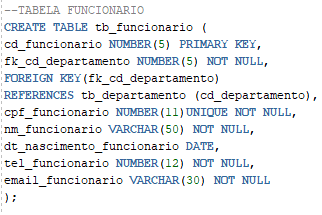 --TABELA FUNCIONARIO
CREATE TABLE tb_funcionario (
cd_funcionario NUMBER(5) PRIMARY KEY,
fk_cd_departamento NUMBER(5) NOT NULL,
FOREIGN KEY(fk_cd_departamento)
REFERENCES tb_departamento (cd_departamento),
cpf_funcionario NUMBER(11)UNIQUE NOT NULL,
nm_funcionario VARCHAR(50) NOT NULL,
dt_nascimento_funcionario DATE,
tel_funcionario NUMBER(12) NOT NULL,
email_funcionario VARCHAR(30) NOT NULL
);